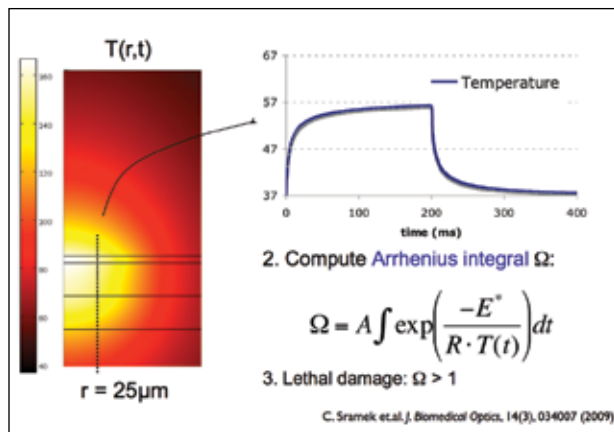 T(r,t)
160
140
120
100
80
60
40
r = 25µm
67
57
47
37
Temperature
0 100 200 300 400
time (ms)
2. Compute Arrhenius integral Ω:
Ω = A ∫ exp(-E* / R · T(t)) dt
3. Lethal damage: Ω > 1
C. Sramek et.al. J. Biomedical Optics, 14(3), 034007 (2009)